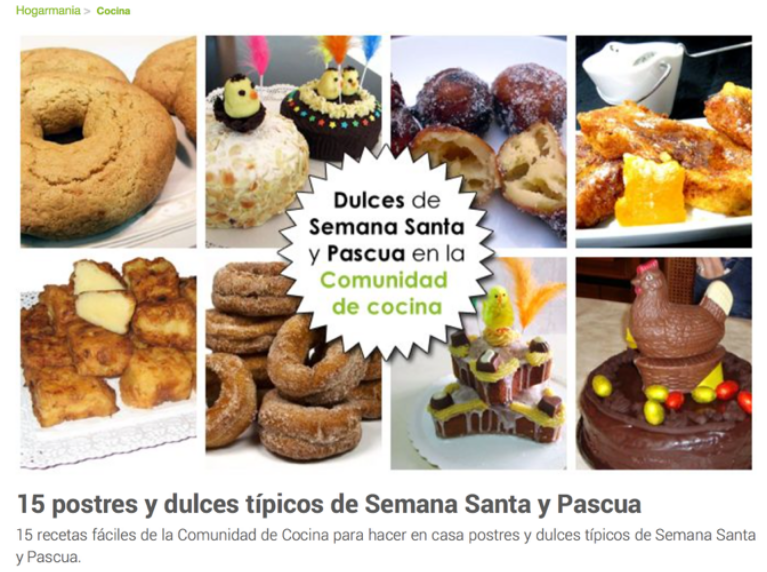 Hogarmania > Cocina
Dulces de
Semana Santa
y Pascua en la
Comunidad
de cocina
15 postres y dulces típicos de Semana Santa y Pascua
15 recetas fáciles de la Comunidad de Cocina para hacer en casa postres y dulces típicos de Semana Santa
y Pascua.